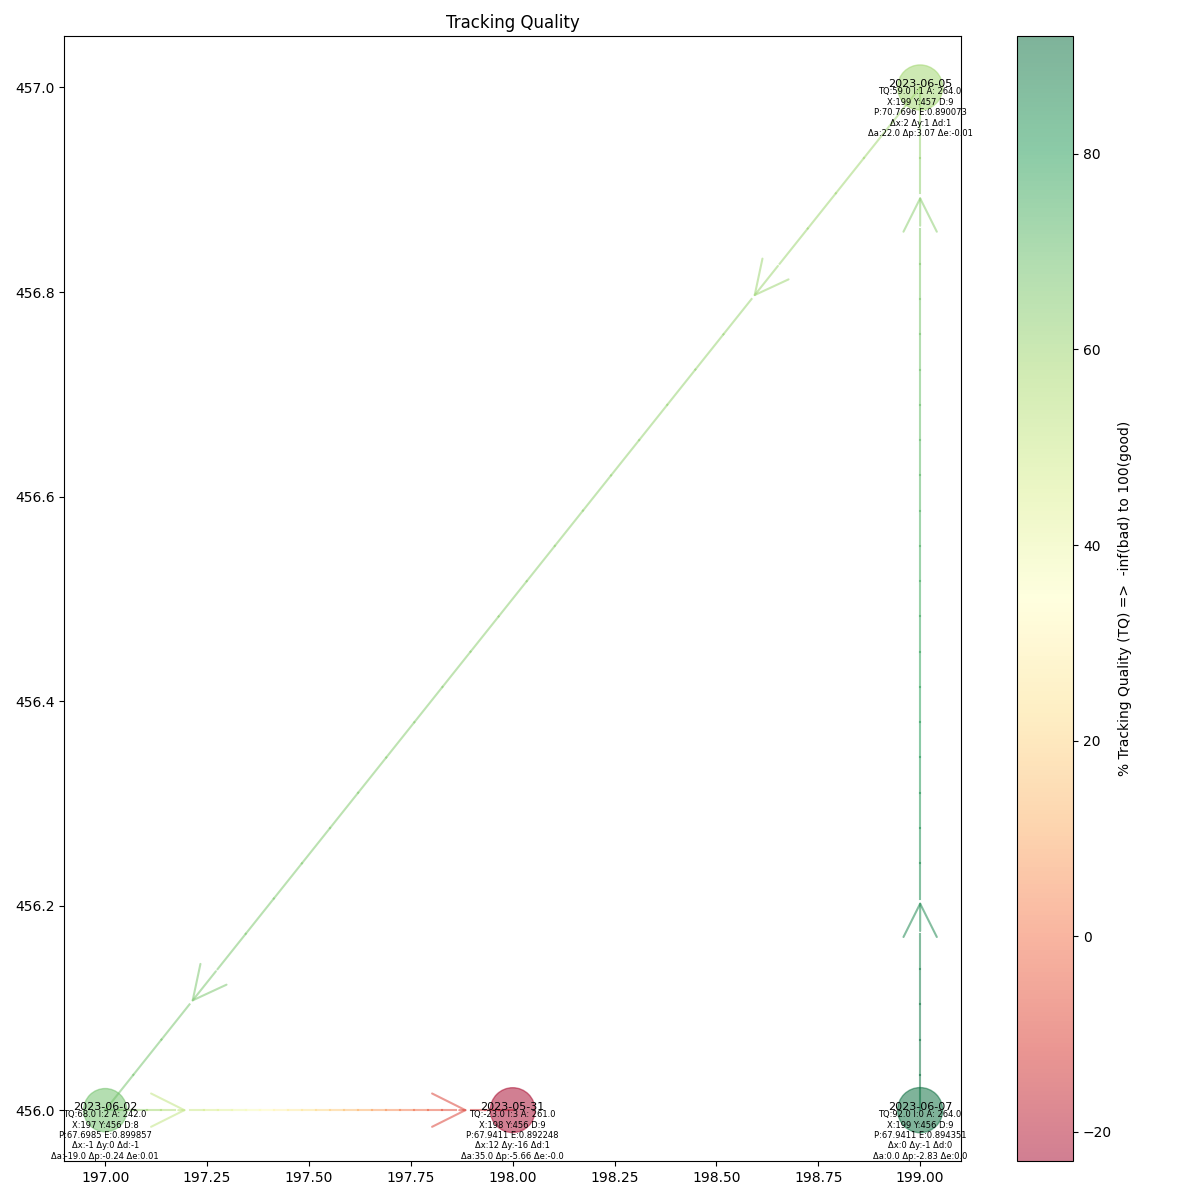 Tracking Quality
457.0
456.8
456.6
456.4
456.2
456.0
2023-06-05
TQ:59.0 I:1 A: 264.0
X:199 Y:457 D:9
P:70.7696 E:0.890073
Δx:2 Δy:1 Δd:1
Δa:22.0 Δp:3.07 Δe:-0.01
2023-06-02
TQ:68.0 I:2 A: 242.0
X:197 Y:456 D:8
P:67.6985 E:0.899857
Δx:-1 Δy:0 Δd:-1
Δa:-19.0 Δp:-0.24 Δe:0.01
2023-05-31
TQ:-23.0 I:3 A: 261.0
X:198 Y:456 D:9
P:67.9411 E:0.892248
Δx:12 Δy:-16 Δd:1
Δa:35.0 Δp:-5.66 Δe:-0.0
2023-06-07
TQ:92.0 I:0 A: 264.0
X:199 Y:456 D:9
P:67.9411 E:0.894351
Δx:0 Δy:-1 Δd:0
Δa:0.0 Δp:-2.83 Δe:0.0
197.00 197.25 197.50 197.75 198.00 198.25 198.50 198.75 199.00
80
60
40
20
0
−20
% Tracking Quality (TQ) => -inf(bad) to 100(good)